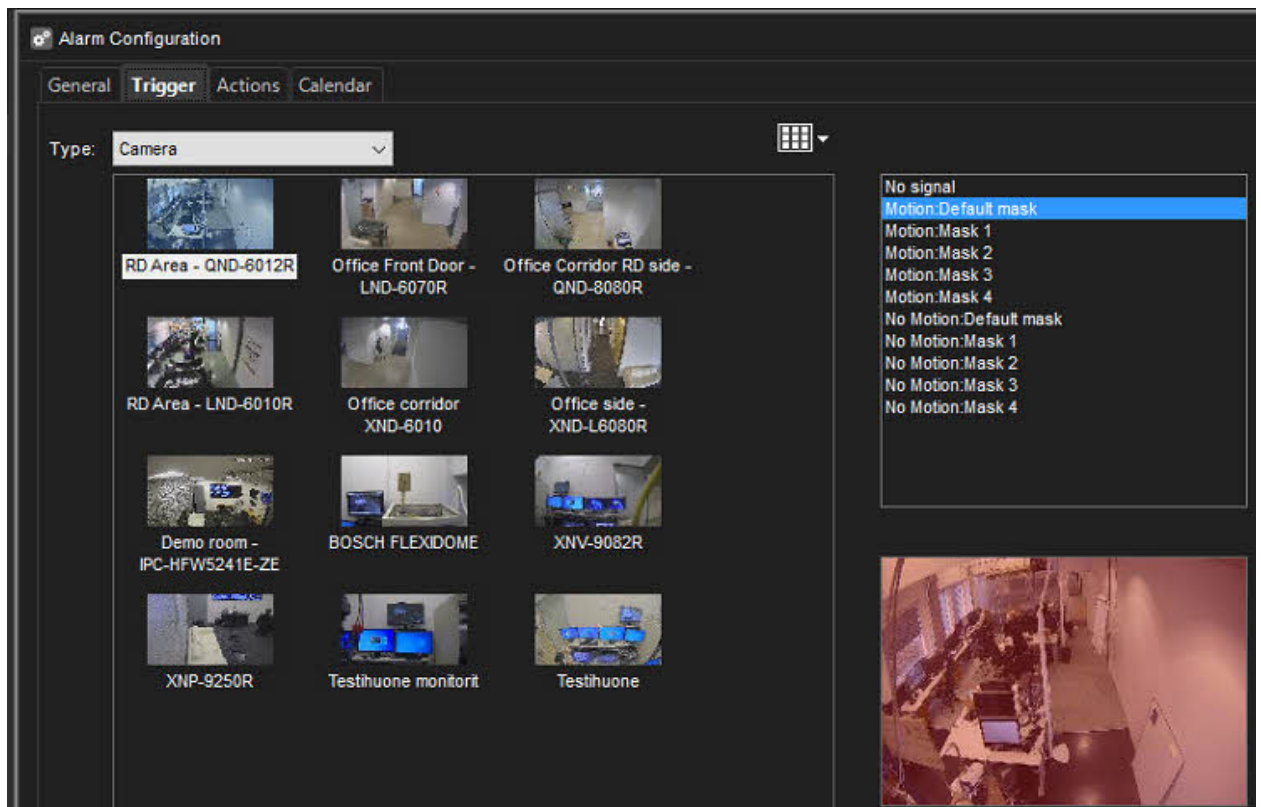 Alarm Configuration
General Trigger Actions Calendar
Type: Camera
RD Area - QND-6012R
Office Front Door -
LND-6070R
Office Corridor RD side -
QND-8080R
RD Area - LND-6010R
Office corridor
XND-6010
Office side -
XND-L6080R
Demo room -
IPC-HFW5241E-ZE
BOSCH FLEXIDOME
XNV-9082R
XNP-9250R
Testihuone monitorit
Testihuone
No signal
Motion:Default mask
Motion:Mask 1
Motion:Mask 2
Motion:Mask 3
Motion:Mask 4
No Motion:Default mask
No Motion:Mask 1
No Motion:Mask 2
No Motion:Mask 3
No Motion:Mask 4